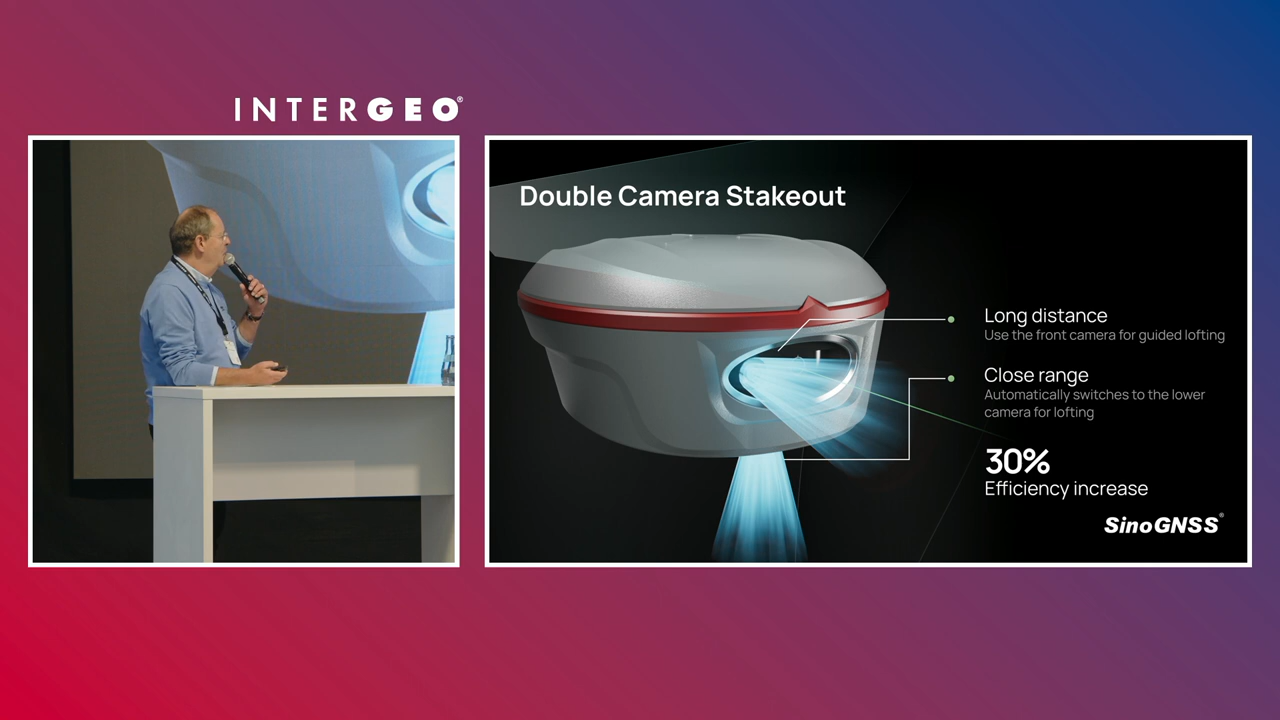 INTERGEO®
Double Camera Stakeout
Long distance
Use the front camera for guided lofting
Close range
Automatically switches to the lower
camera for lofting
30%
Efficiency increase
SinoGNSS®